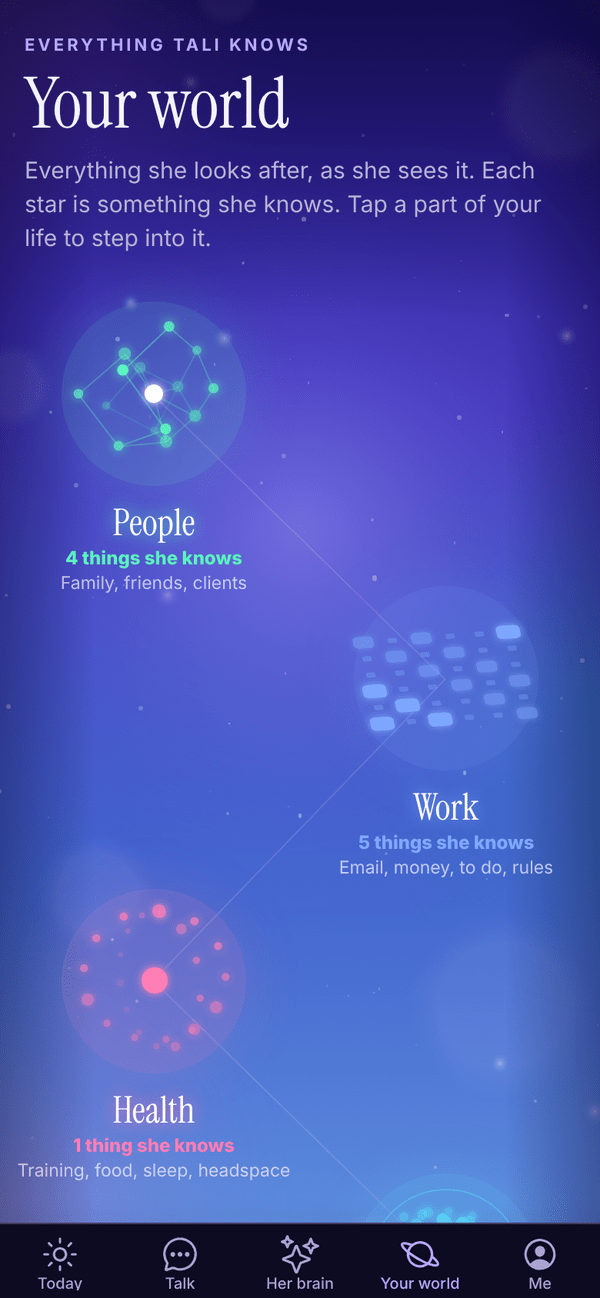 EVERYTHING TALI KNOWS
Your world
Everything she looks after, as she sees it. Each
star is something she knows. Tap a part of your
life to step into it.
People
4 things she knows
Family, friends, clients
Work
5 things she knows
Email, money, to do, rules
Health
1 thing she knows
Training, food, sleep, headspace
Today
Talk
Her brain
Your world
Me